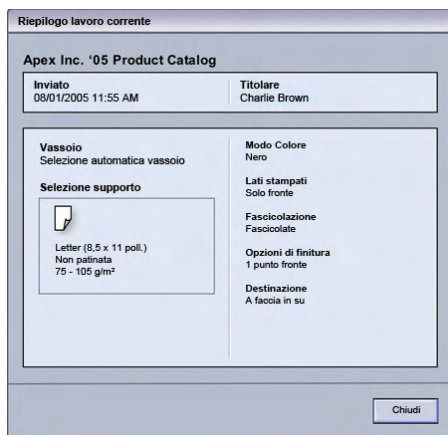 Riepilogo lavoro corrente
Apex Inc. ‘05 Product Catalog
Inviato
08/01/2005 11:55 AM
Titolare
Charlie Brown
Vassoio
Selezione automatica vassoio
Selezione supporto
Letter (8,5 x 11 poll.)
Non patinata
75 - 105 g/m²
Modo Colore
Nero
Lati stampati
Solo fronte
Fascicolazione
Fascicolate
Opzioni di finitura
1 punto fronte
Destinazione
A faccia in su
Chiudi